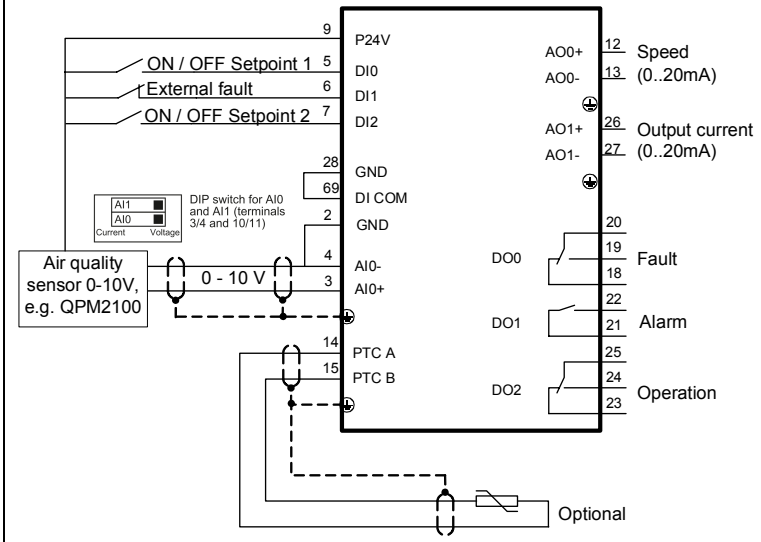 9 P24V
ON / OFF Setpoint 1 5 DI0
External fault 6 DI1
ON / OFF Setpoint 2 7 DI2
28 GND
69 DI COM
2 GND
AI1
AI0
Current Voltage
DIP switch for AI0
and AI1 (terminals
3/4 and 10/11)
Air quality
sensor 0-10V,
e.g. QPM2100
0 - 10 V
4 AI0-
3 AI0+
14 PTC A
15 PTC B
Optional
AO0+ 12 Speed
AO0- 13 (0..20mA)
AO1+ 26 Output current
AO1- 27 (0..20mA)
20
DO0 19 Fault
18
22
DO1 21 Alarm
25
DO2 24 Operation
23